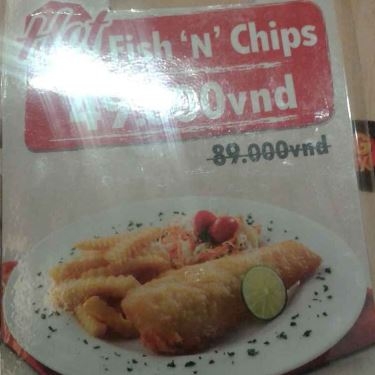 Hot
Fish 'N' Chips
89.000vnd